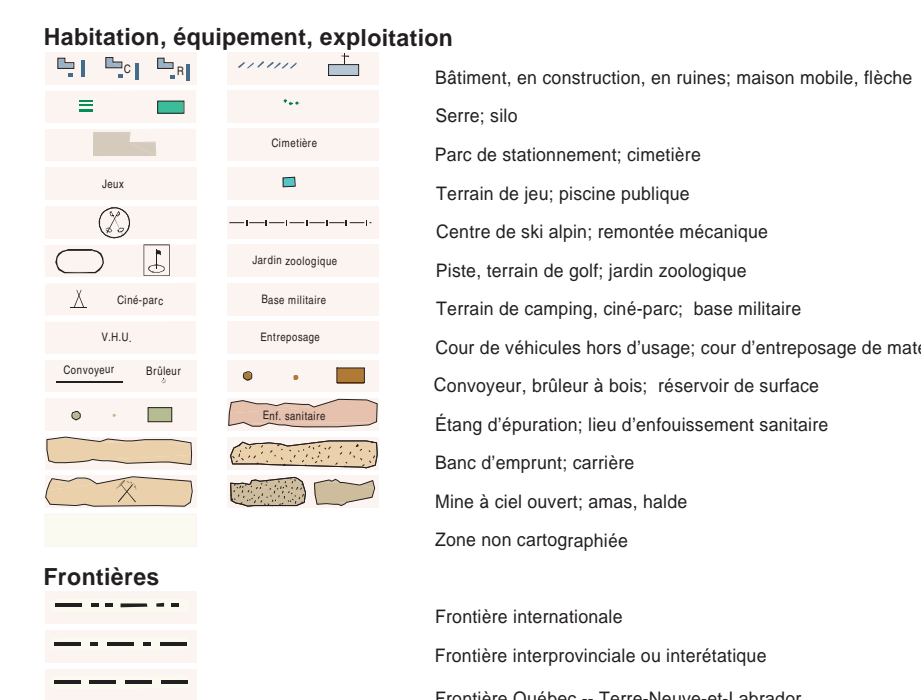 Habitation, équipement, exploitation
C R Bâtiment, en construction, en ruines; maison mobile, flèche
Serre; silo
Cimetière Parc de stationnement; cimetière
Jeux Terrain de jeu; piscine publique
Centre de ski alpin; remontée mécanique
Jardin zoologique Piste, terrain de golf; jardin zoologique
Ciné-parc Base militaire Terrain de camping, ciné-parc; base militaire
V.H.U. Entreposage Cour de véhicules hors d'usage; cour d'entreposage de maté
Convoyeur Brûleur Convoyeur, brûleur à bois; réservoir de surface
Enf. sanitaire Étang d'épuration; lieu d'enfouissement sanitaire
Banc d'emprunt; carrière
Mine à ciel ouvert; amas, halde
Zone non cartographiée
Frontières
Frontière internationale
Frontière interprovinciale ou interétatique
Frontière Québec -- Terre-Neuve-et-Labrador